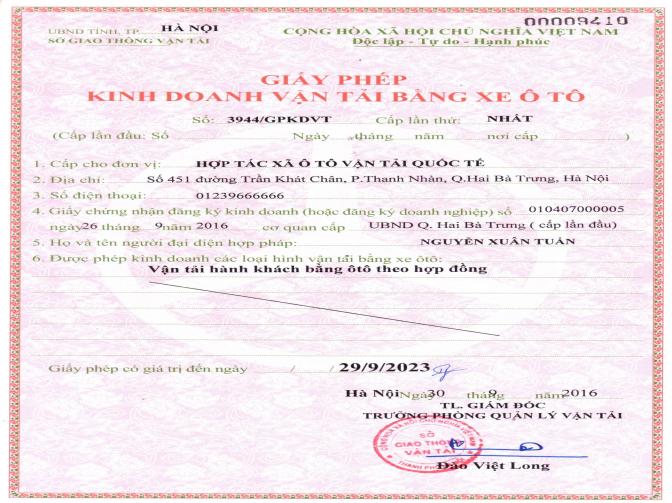 00009410
UBND TỈNH, TP. HÀ NỘI
SỞ GIAO THÔNG VẬN TẢI
CỘNG HÒA XÃ HỘI CHỦ NGHĨA VIỆT NAM
Độc lập - Tự do - Hạnh phúc
GIẤY PHÉP
KINH DOANH VẬN TẢI BẰNG XE Ô TÔ
Số: 3944/GPKDVT Cấp lần thứ: NHẤT
(Cấp lần đầu: Số Ngày tháng năm nơi cấp )
1. Cấp cho đơn vị: HỢP TÁC XÃ Ô TÔ VẬN TẢI QUỐC TẾ
2. Địa chỉ: Số 451 đường Trần Khát Chân, P.Thanh Nhàn, Q.Hai Bà Trưng, Hà Nội
3. Số điện thoại: 01239666666
4. Giấy chứng nhận đăng ký kinh doanh (hoặc đăng ký doanh nghiệp) số 010407000005
ngày 26 tháng 9 năm 2016 cơ quan cấp UBND Q. Hai Bà Trưng ( cấp lần đầu)
5. Họ và tên người đại diện hợp pháp: NGUYỄN XUÂN TUẤN
6. Được phép kinh doanh các loại hình vận tải bằng xe ôtô:
Vận tải hành khách bằng ôtô theo hợp đồng
Giấy phép có giá trị đến ngày / / 29/9/2023
Hà Nội Ngày 30 tháng 9 năm 2016
TL. GIÁM ĐỐC
TRƯỞNG PHÒNG QUẢN LÝ VẬN TẢI
SỞ
GIAO THÔNG
VẬN TẢI
Đào Việt Long